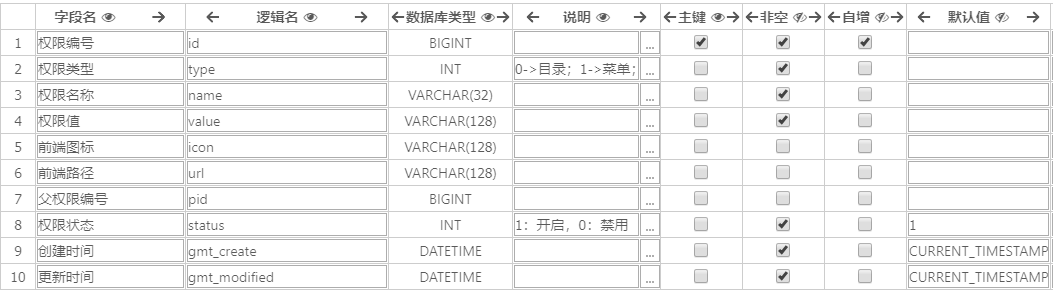 字段名 逻辑名 数据库类型 说明 主键 非空 自增 默认值
1 权限编号 id BIGINT ...
2 权限类型 type INT 0->目录；1->菜单； ...
3 权限名称 name VARCHAR(32) ...
4 权限值 value VARCHAR(128) ...
5 前端图标 icon VARCHAR(128) ...
6 前端路径 url VARCHAR(128) ...
7 父权限编号 pid BIGINT ...
8 权限状态 status INT 1：开启，0：禁用 ... 1
9 创建时间 gmt_create DATETIME ... CURRENT_TIMESTAMP
10 更新时间 gmt_modified DATETIME ... CURRENT_TIMESTAMP